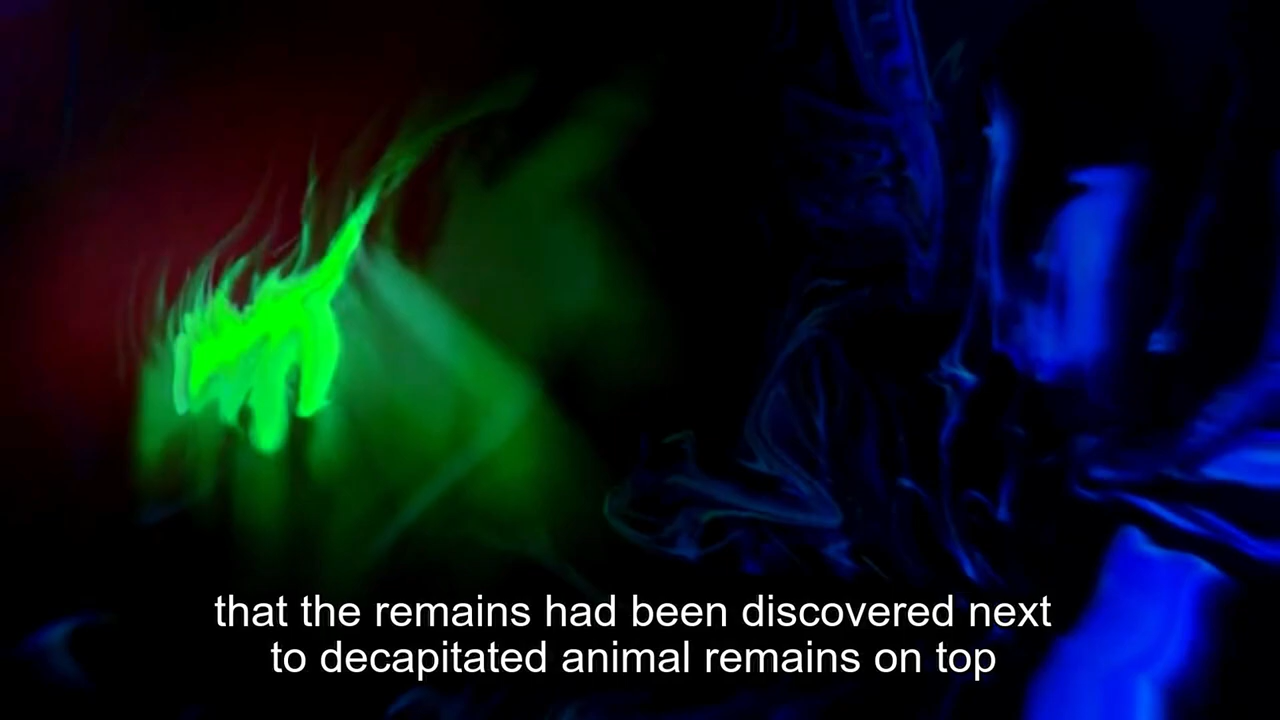 that the remains had been discovered next
to decapitated animal remains on top